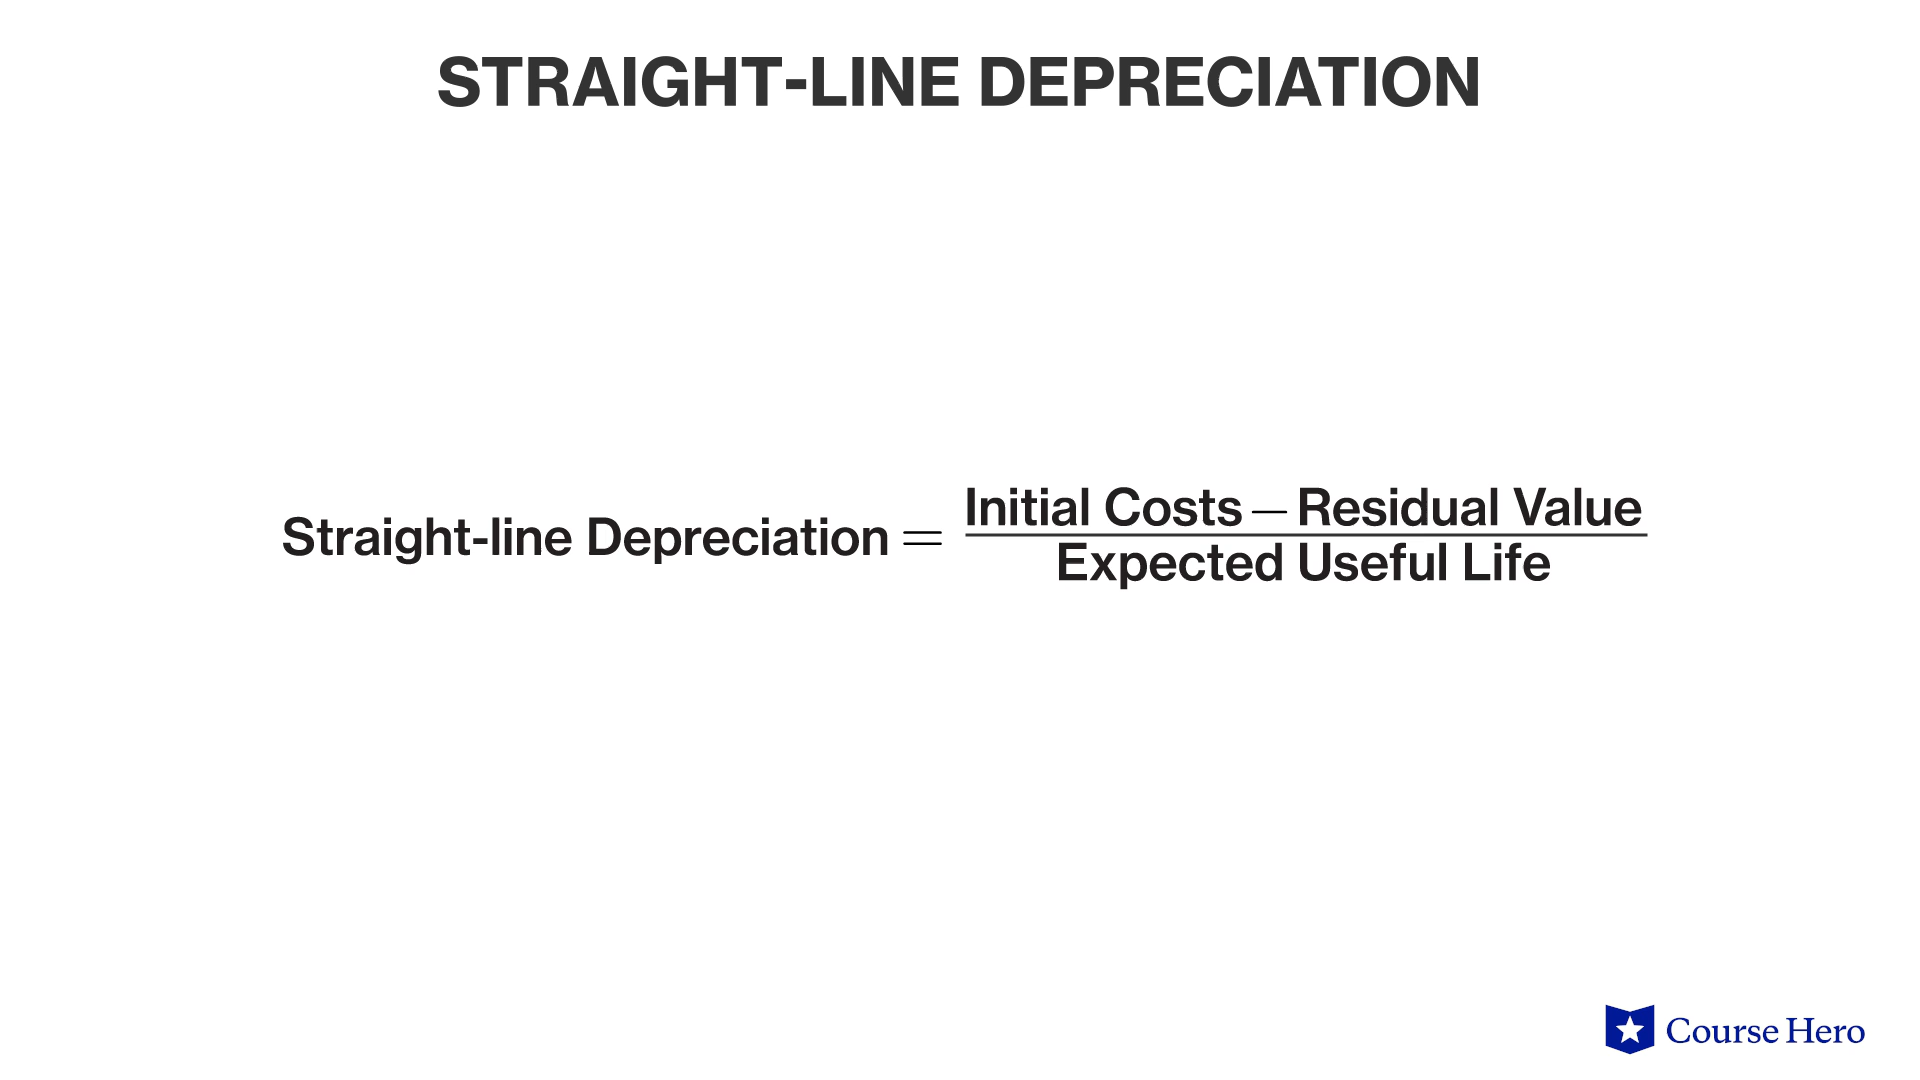 STRAIGHT-LINE DEPRECIATION
Straight-line Depreciation = Initial Costs — Residual Value
Expected Useful Life
Course Hero